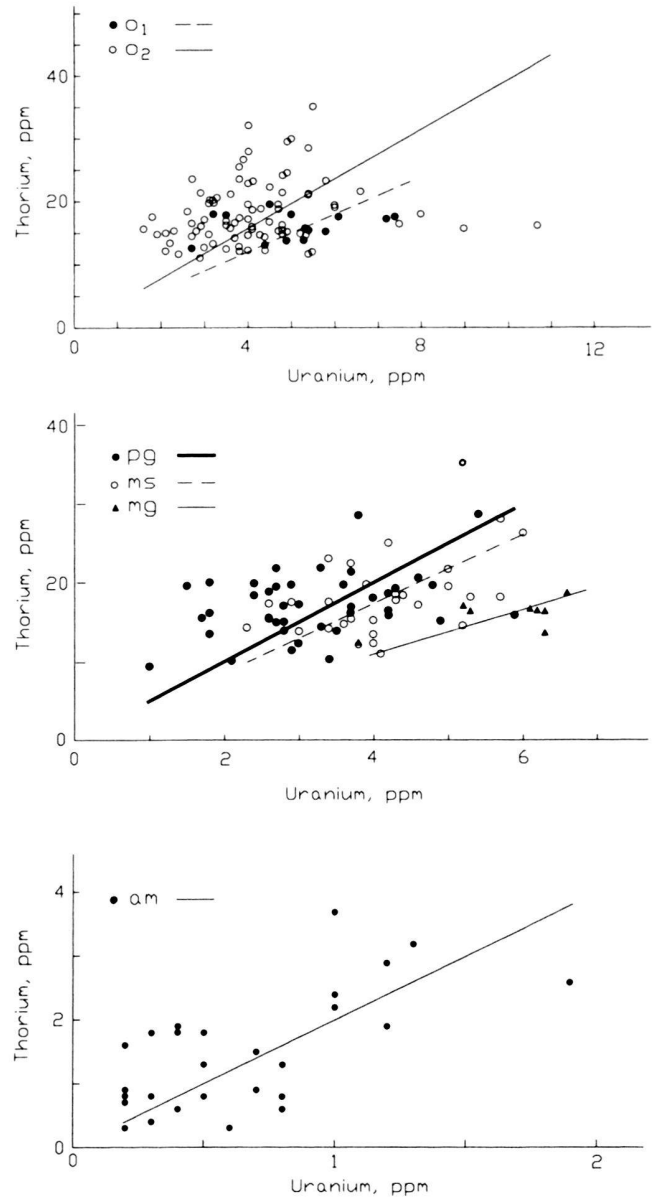 40
20
0
Thorium, ppm
O1
O2
0 4 8 12
Uranium, ppm
40
20
0
Thorium, ppm
pg
ms
mg
0 2 4 6
Uranium, ppm
4
2
0
Thorium, ppm
am
0 1 2
Uranium, ppm